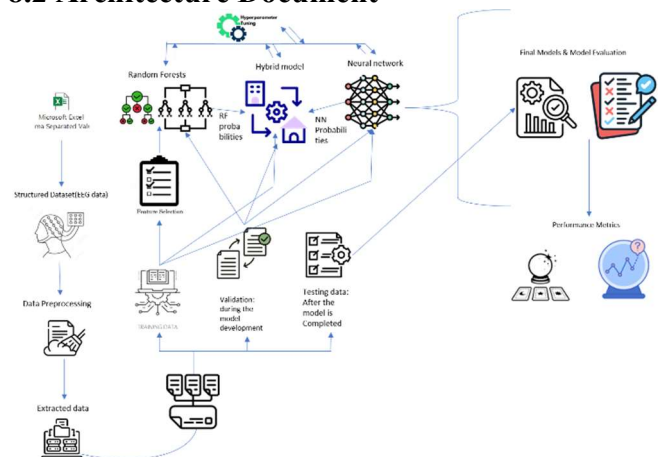 8.2 Architecture Document
Hyperparameter
Tuning
Final Models & Model Evaluation
Random Forests
Hybrid model
Neural network
Microsoft Excel
ma Separated Valu
RF
proba
bilities
NN
Probabili
ties
Structured Dataset(EEG data)
Feature Selection
Performance Metrics
Data Preprocessing
TRAINING DATA
Validation:
during the
model
development
Testing data:
After the
model is
Completed
Extracted data